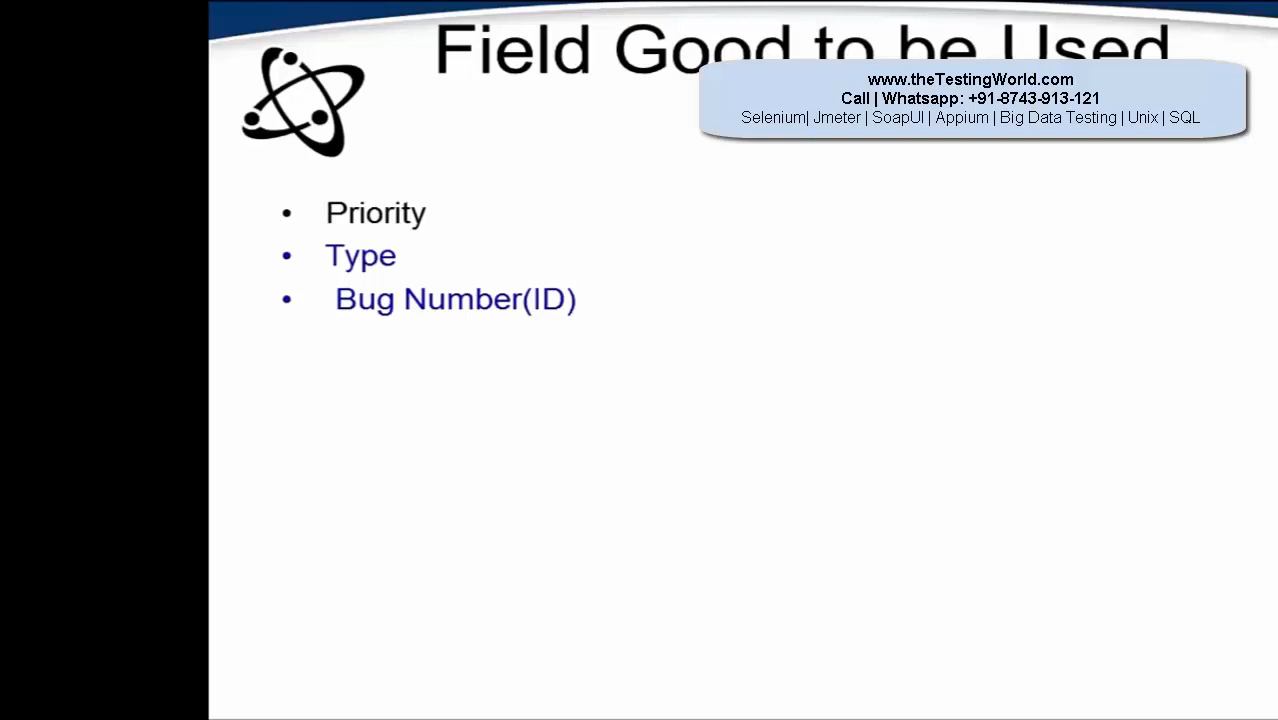 Field Good to be Used
www.theTestingWorld.com
Call | Whatsapp: +91-8743-913-121
Selenium| Jmeter | SoapUI | Appium | Big Data Testing | Unix | SQL
• Priority
• Type
• Bug Number(ID)